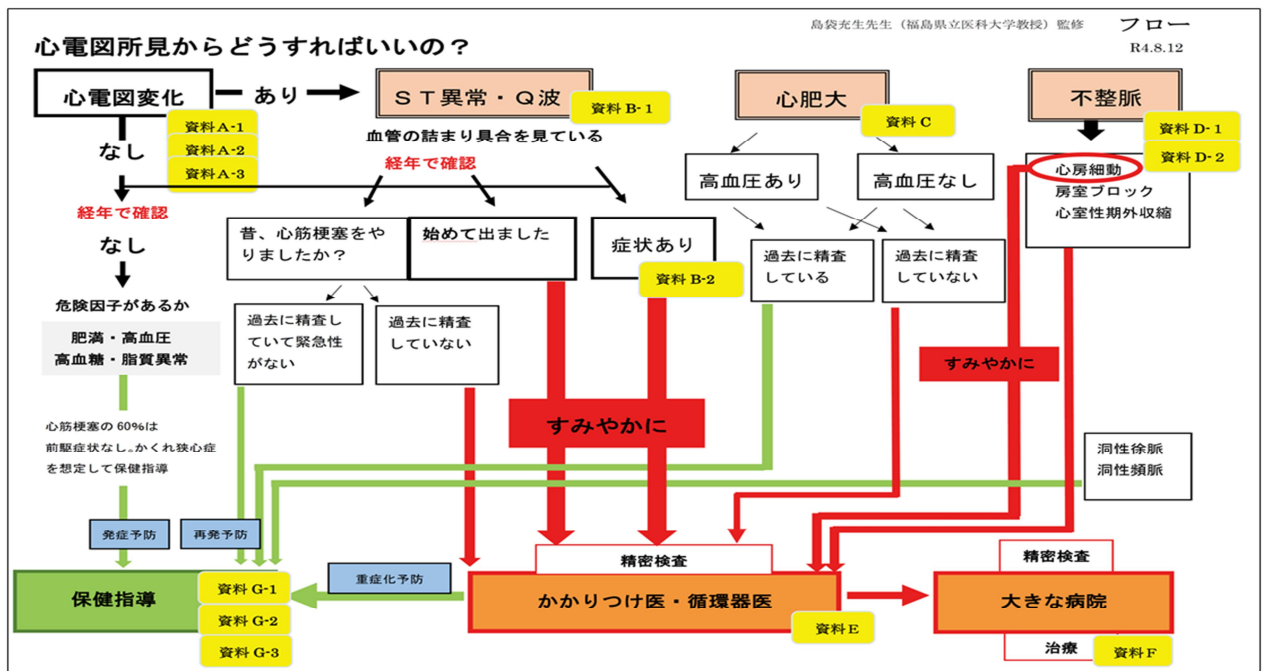 島袋充生先生（福島県立医科大学教授）監修
フロー
R4.8.12
心電図所見からどうすればいいの？
心電図変化
あり
ＳＴ異常・Q波
資料 B-1
心肥大
資料 C
不整脈
資料 D-1
資料 D-2
資料 A-1
資料 A-2
資料 A-3
なし
血管の詰まり具合を見ている
経年で確認
経年で確認
なし
高血圧あり
高血圧なし
心房細動
房室ブロック
心室性期外収縮
昔、心筋梗塞をや
りましたか？
始めて出ました
症状あり
資料 B-2
過去に精査
している
過去に精査
していない
危険因子があるか
肥満・高血圧
高血糖・脂質異常
過去に精査し
ていて緊急性
がない
過去に精査
していない
すみやかに
すみやかに
心筋梗塞の 60%は
前駆症状なし。かくれ狭心症
を想定して保健指導
洞性徐脈
洞性頻脈
発症予防
再発予防
重症化予防
精密検査
精密検査
保健指導
資料 G-1
資料 G-2
資料 G-3
かかりつけ医・循環器医
資料 E
大きな病院
治療
資料 F